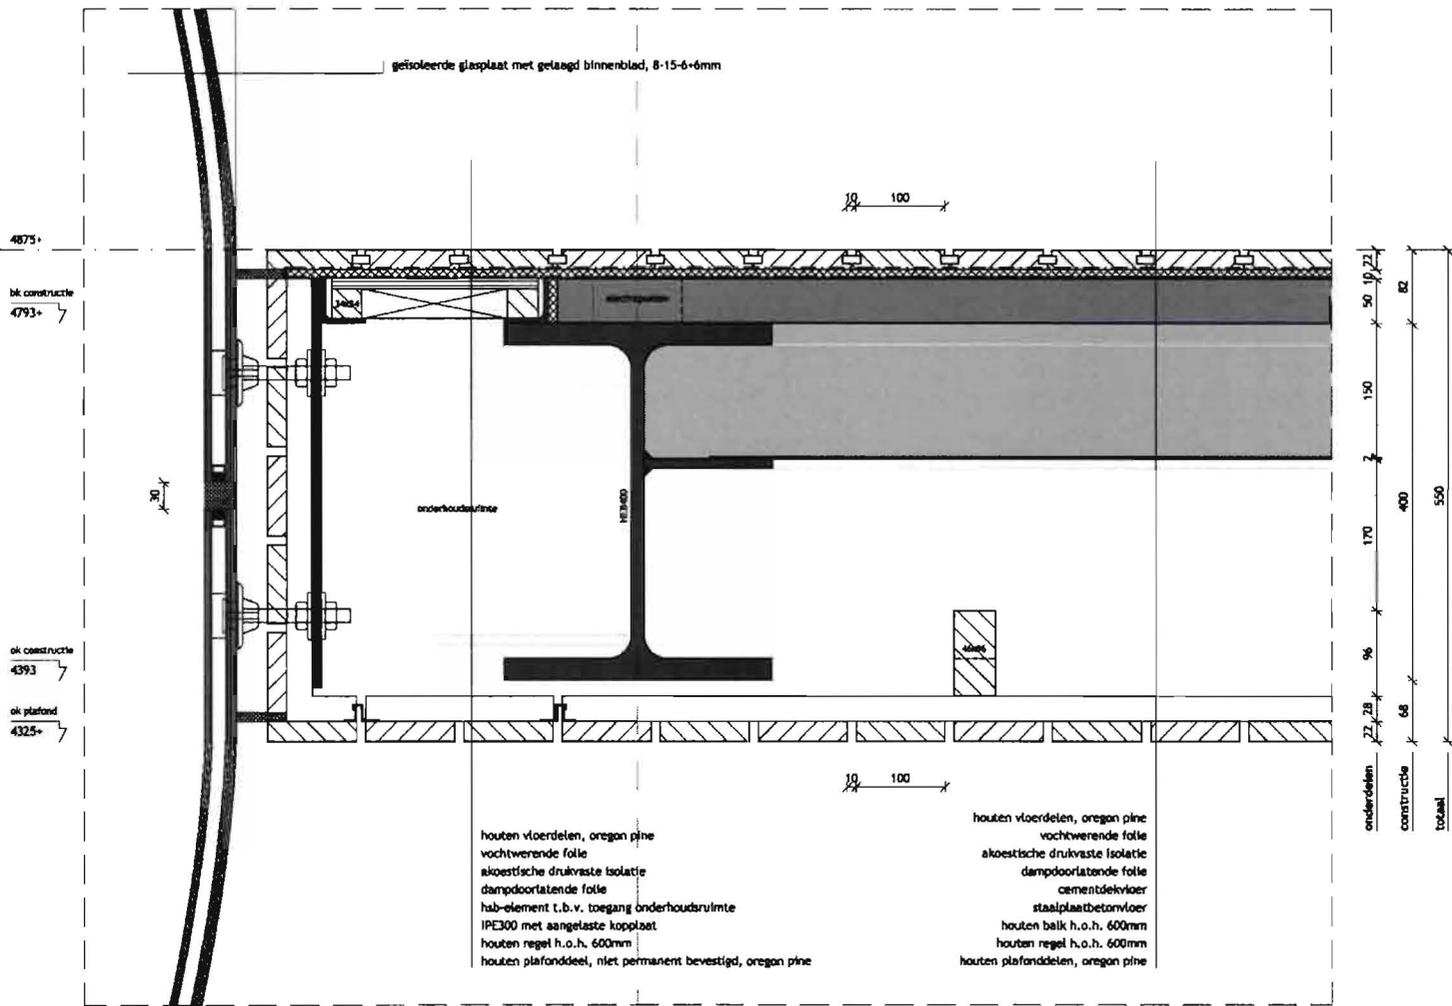 geïsoleerde glasplaat met gelaagd binnenblad, 8-15-6+6mm
10 100
4875+
bk constructie
4793+
22
10
50
82
150
2
400
550
170
96
28
22
68
30
onderhoudsruimte
HEB400
46x96
ok constructie
4393
ok plafond
4325+
10 100
onderdelen
constructie
totaal
houten vloerdelen, oregon pine
vochtwerende folie
akoestische drukvaste isolatie
dampdoorlatende folie
hsb-element t.b.v. toegang onderhoudsruimte
IPE300 met aangelaste kopplaat
houten regel h.o.h. 600mm
houten plafonddeel, niet permanent bevestigd, oregon pine
houten vloerdelen, oregon pine
vochtwerende folie
akoestische drukvaste isolatie
dampdoorlatende folie
cementdekvloer
staalplaatbetonvloer
houten balk h.o.h. 600mm
houten regel h.o.h. 600mm
houten plafonddelen, oregon pine